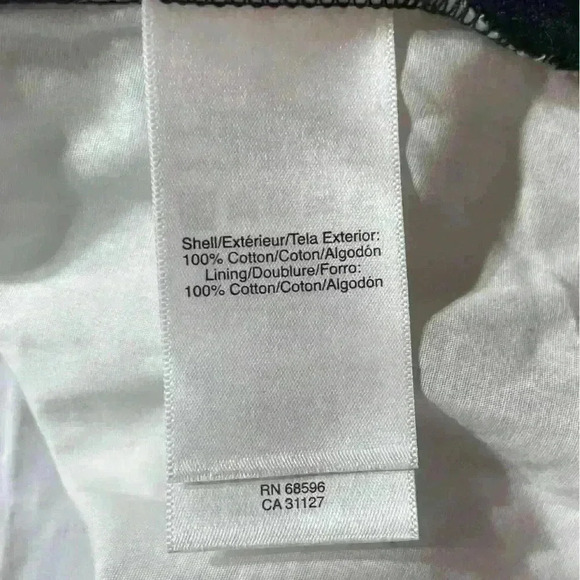 Shell/Extérieur/Tela Exterior:
100% Cotton/Coton/Algodón
Lining/Doublure/Forro:
100% Cotton/Coton/Algodón
RN 68596
CA 31127